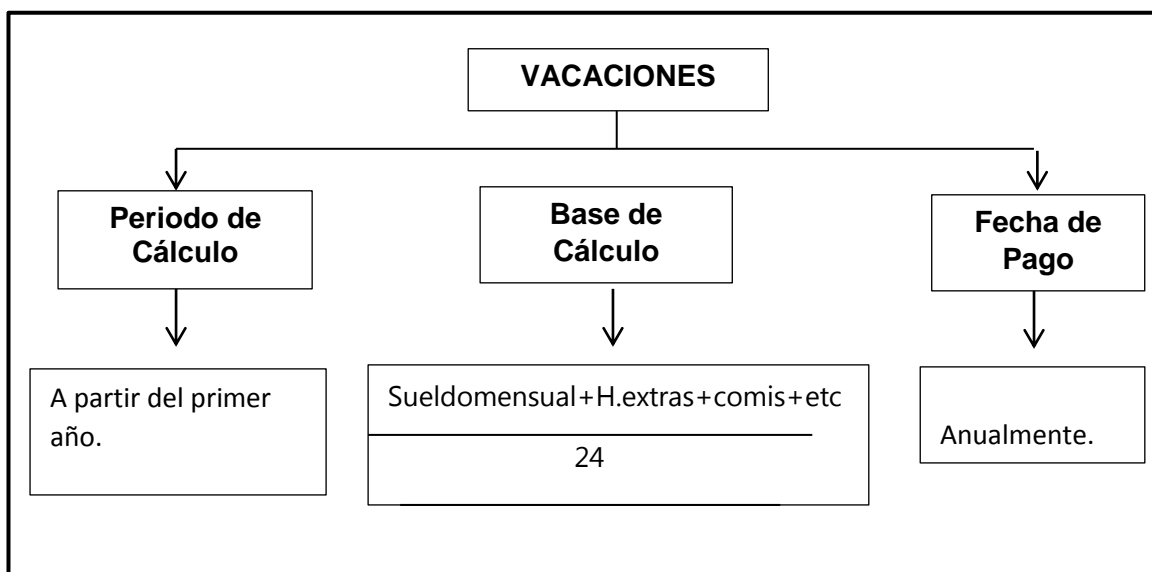 VACACIONES
Periodo de
Cálculo
Base de
Cálculo
Fecha de
Pago
A partir del primer
año.
Sueldomensual+H.extras+comis+etc
24
Anualmente.